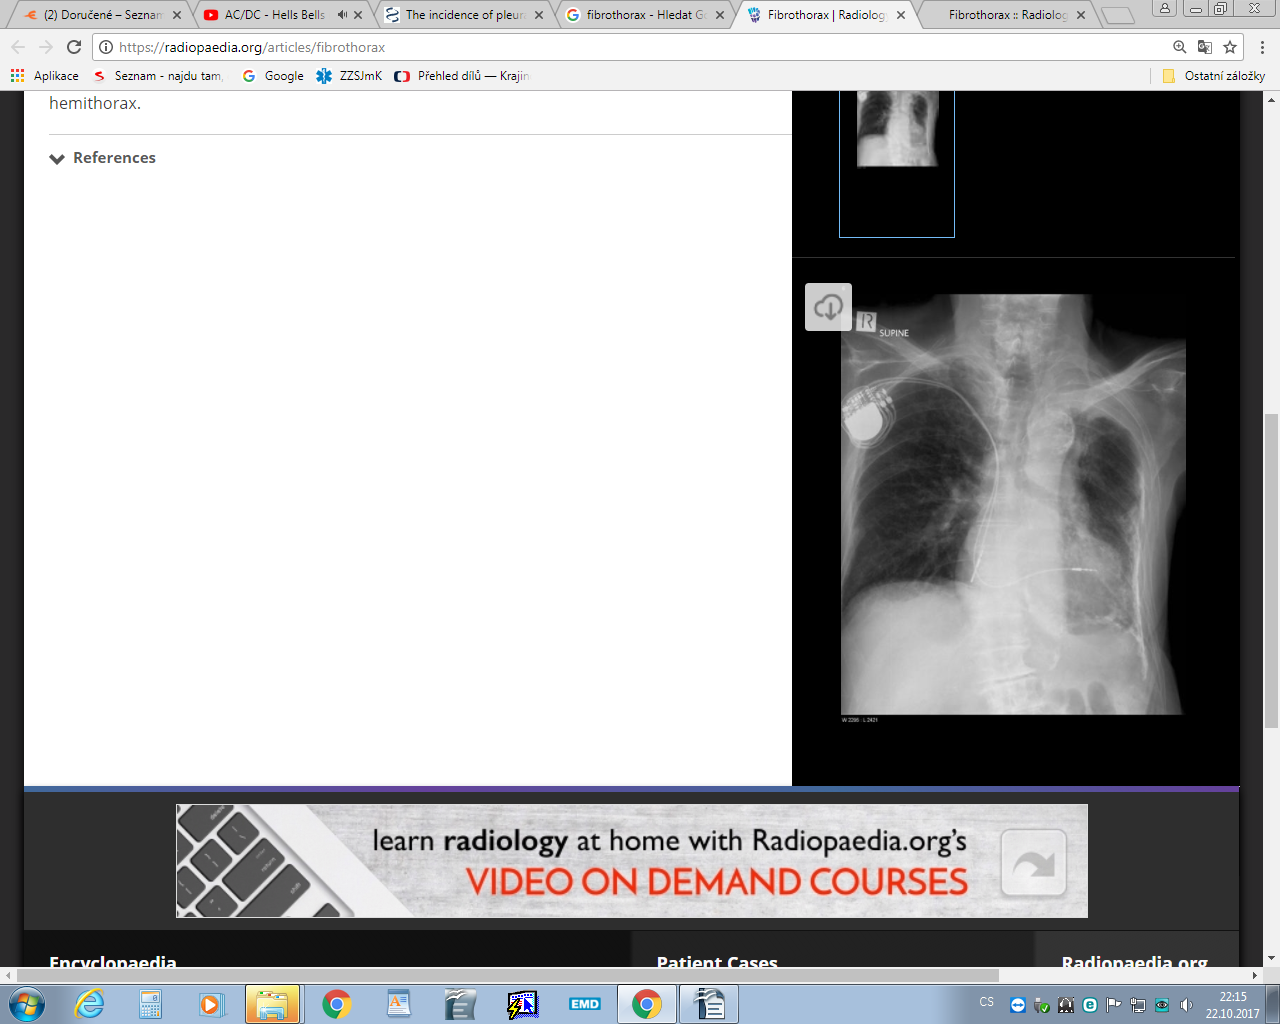 (2) Doručené – Seznam
AC/DC - Hells Bells
The incidence of pleura
fibrothorax - Hledat Go
Fibrothorax | Radiology
Fibrothorax :: Radiolog
https://radiopaedia.org/articles/fibrothorax
Aplikace
Seznam - najdu tam,
Google
ZZSJmK
Přehled dílů — Krajin
Ostatní záložky
hemithorax.
References
R
SUPINE
learn radiology at home with Radiopaedia.org's
VIDEO ON DEMAND COURSES
Encyclopaedia
Patient Cases
Radiopaedia.org
EMD
CS
22:15
22.10.2017